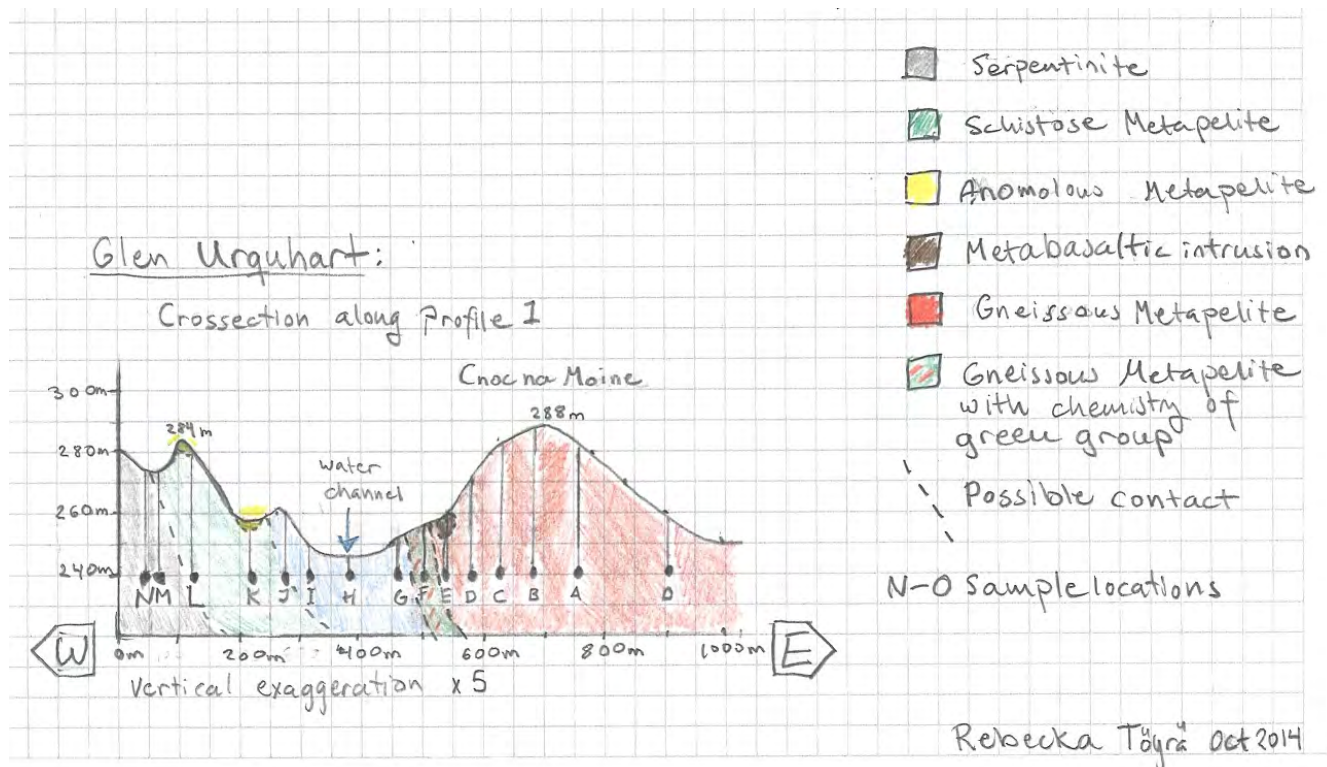 Serpentinite
Schistose Metapelite
Anomolous Metapelite
Metabasaltic intrusion
Gneissous Metapelite
Gneissous Metapelite
with chemistry of
green group
Possible contact
N-O Sample locations
Glen Urquhart:
Crossection along Profile 1
Cnoc na Moine
300m
288m
284m
280m
water
channel
260m
240m
N M L K J I H G F E D C B A O
W
0m 200m 400m 600m 800m 1000m
E
Vertical exaggeration x 5
Rebecka Töyrä Oct 2014